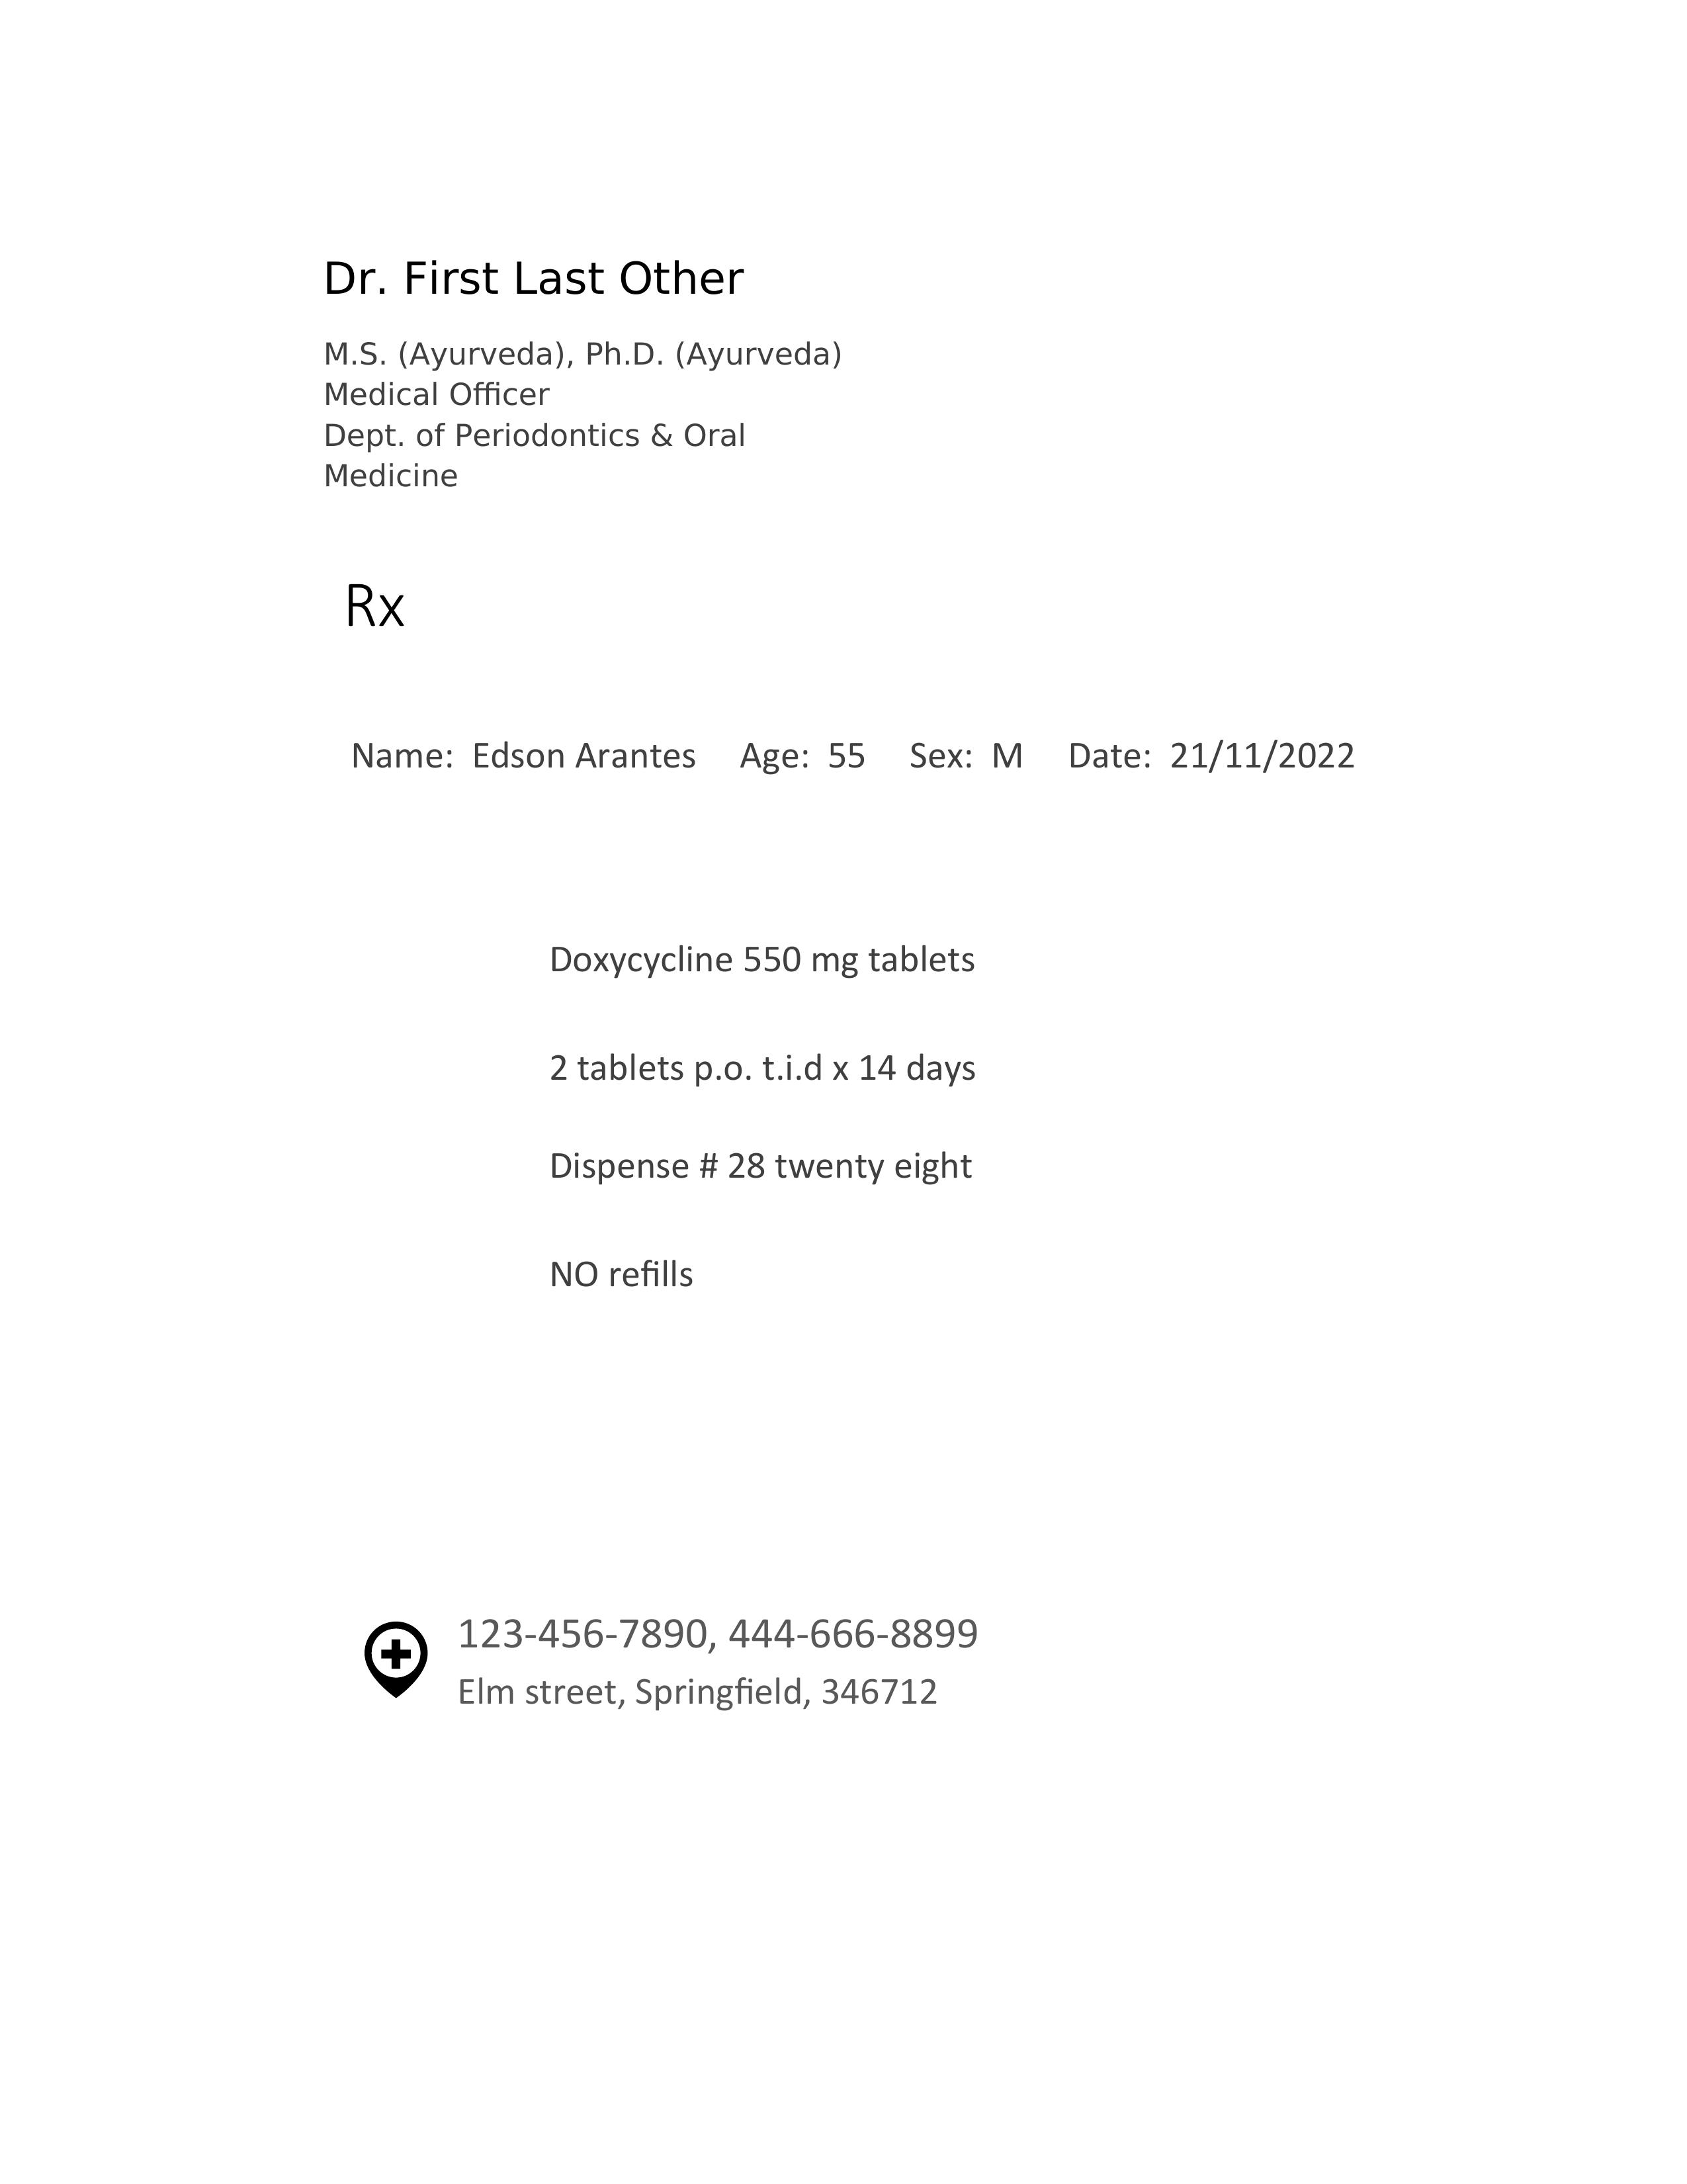 Dr. First Last Other
M.S. (Ayurveda), Ph.D. (Ayurveda)
Medical Officer
Dept. of Periodontics & Oral
Medicine
Rx
Name: Edson Arantes Age: 55 Sex: M Date: 21/11/2022
Doxycycline 550 mg tablets
2 tablets p.o. t.i.d x 14 days
Dispense # 28 twenty eight
NO refills
123-456-7890, 444-666-8899
Elm street, Springfield, 346712